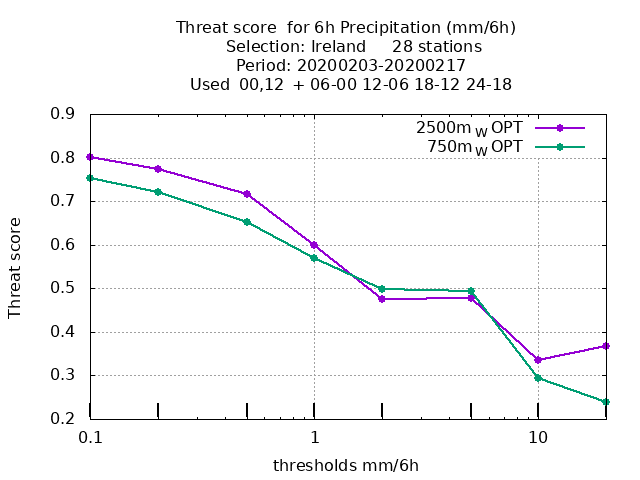 Threat score  for 6h Precipitation (mm/6h)
Selection: Ireland     28 stations
Period: 20200203-20200217
Used  00,12  + 06-00 12-06 18-12 24-18
2500m_W OPT
750m_W OPT
0.9
0.8
0.7
0.6
0.5
0.4
0.3
0.2
Threat score
0.1
1
10
thresholds mm/6h